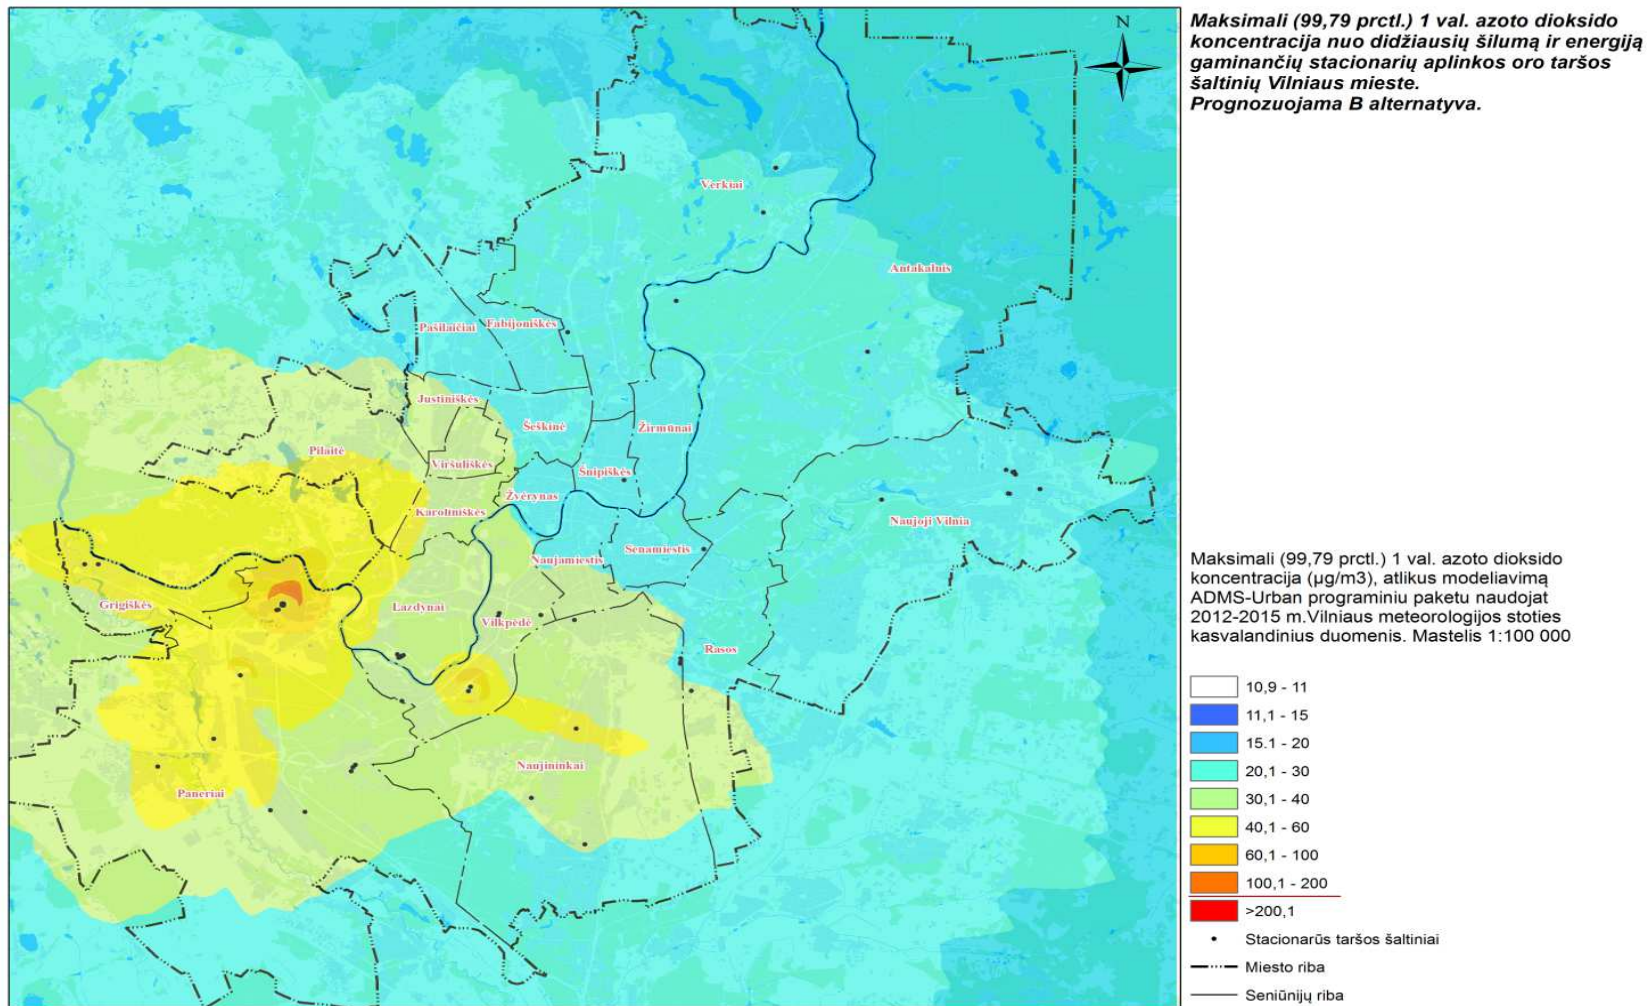 Maksimali (99,79 prctl.) 1 val. azoto dioksido
koncentracija nuo didžiausių šilumą ir energiją
gaminančių stacionarių aplinkos oro taršos
šaltinių Vilniaus mieste.
Prognozuojama B alternatyva.
N
Verkiai
Antakalnis
Pašilaičiai
Fabijoniškės
Justiniškės
Šeškinė
Žirmūnai
Pilaitė
Viršuliškės
Šnipiškės
Žvėrynas
Karoliniškės
Naujoji Vilnia
Senamiestis
Naujamiestis
Grigiškės
Lazdynai
Vilkpėdė
Rasos
Naujininkai
Paneriai
Maksimali (99,79 prctl.) 1 val. azoto dioksido
koncentracija (µg/m3), atlikus modeliavimą
ADMS-Urban programiniu paketu naudojat
2012-2015 m.Vilniaus meteorologijos stoties
kasvalandinius duomenis. Mastelis 1:100 000
10,9 - 11
11,1 - 15
15.1 - 20
20,1 - 30
30,1 - 40
40,1 - 60
60,1 - 100
100,1 - 200
>200,1
Stacionarūs taršos šaltiniai
Miesto riba
Seniūnijų riba